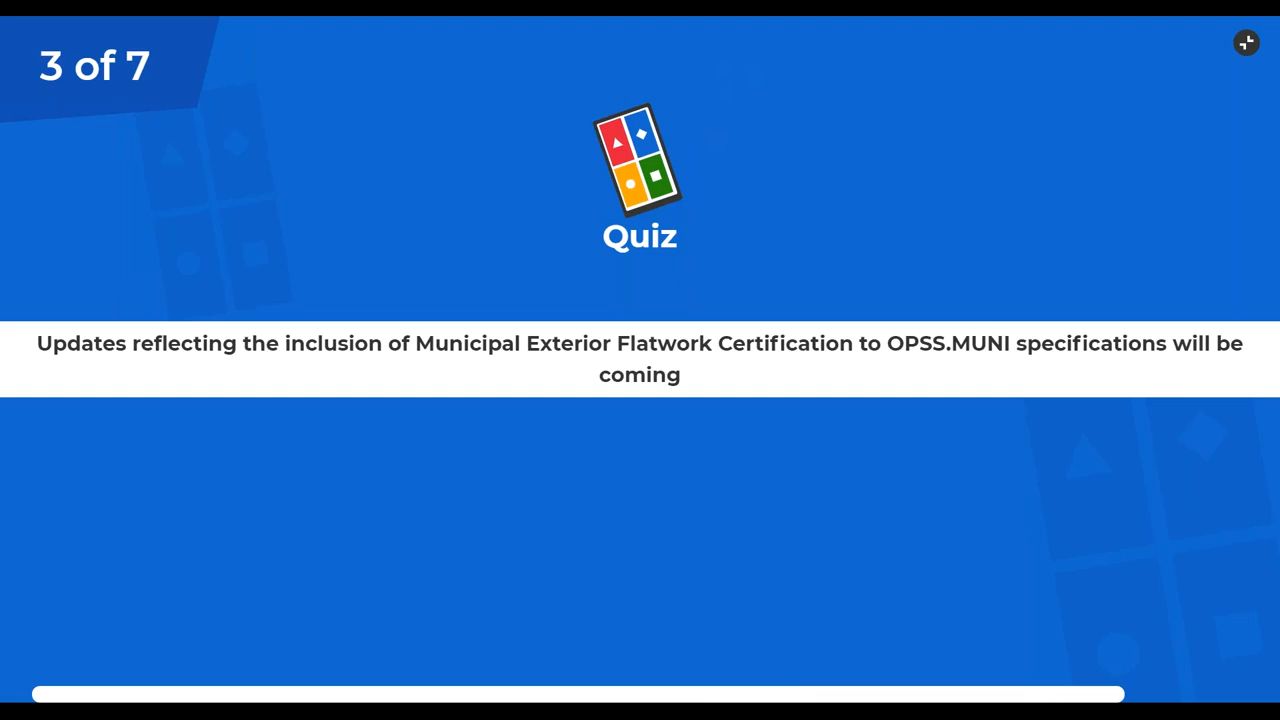 3 of 7
Quiz
Updates reflecting the inclusion of Municipal Exterior Flatwork Certification to OPSS.MUNI specifications will be
coming